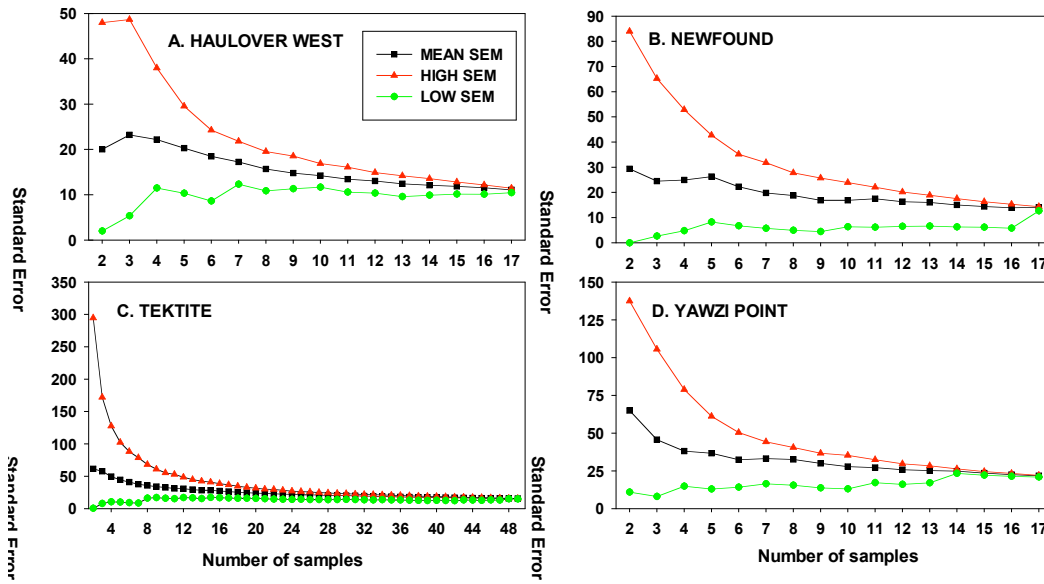 A. HAULOVER WEST
MEAN SEM
HIGH SEM
LOW SEM
50
40
30
20
10
0
2 3 4 5 6 7 8 9 10 11 12 13 14 15 16 17
Standard Error
B. NEWFOUND
90
80
70
60
50
40
30
20
10
0
2 3 4 5 6 7 8 9 10 11 12 13 14 15 16 17
Standard Error
C. TEKTITE
350
300
250
200
150
100
50
0
4 8 12 16 20 24 28 32 36 40 44 48
Standard Error
Number of samples
D. YAWZI POINT
150
125
100
75
50
25
0
2 3 4 5 6 7 8 9 10 11 12 13 14 15 16 17
Standard Error
Number of samples